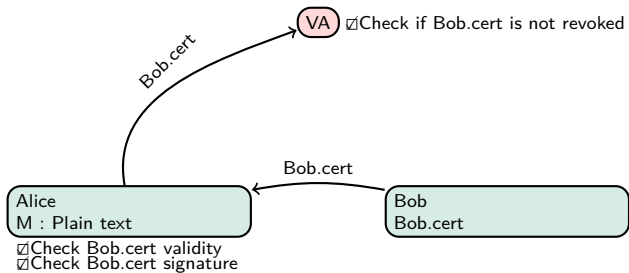 VA
☑Check if Bob.cert is not revoked
Bob.cert
Bob.cert
Alice
M : Plain text
Bob
Bob.cert
☑Check Bob.cert validity
☑Check Bob.cert signature